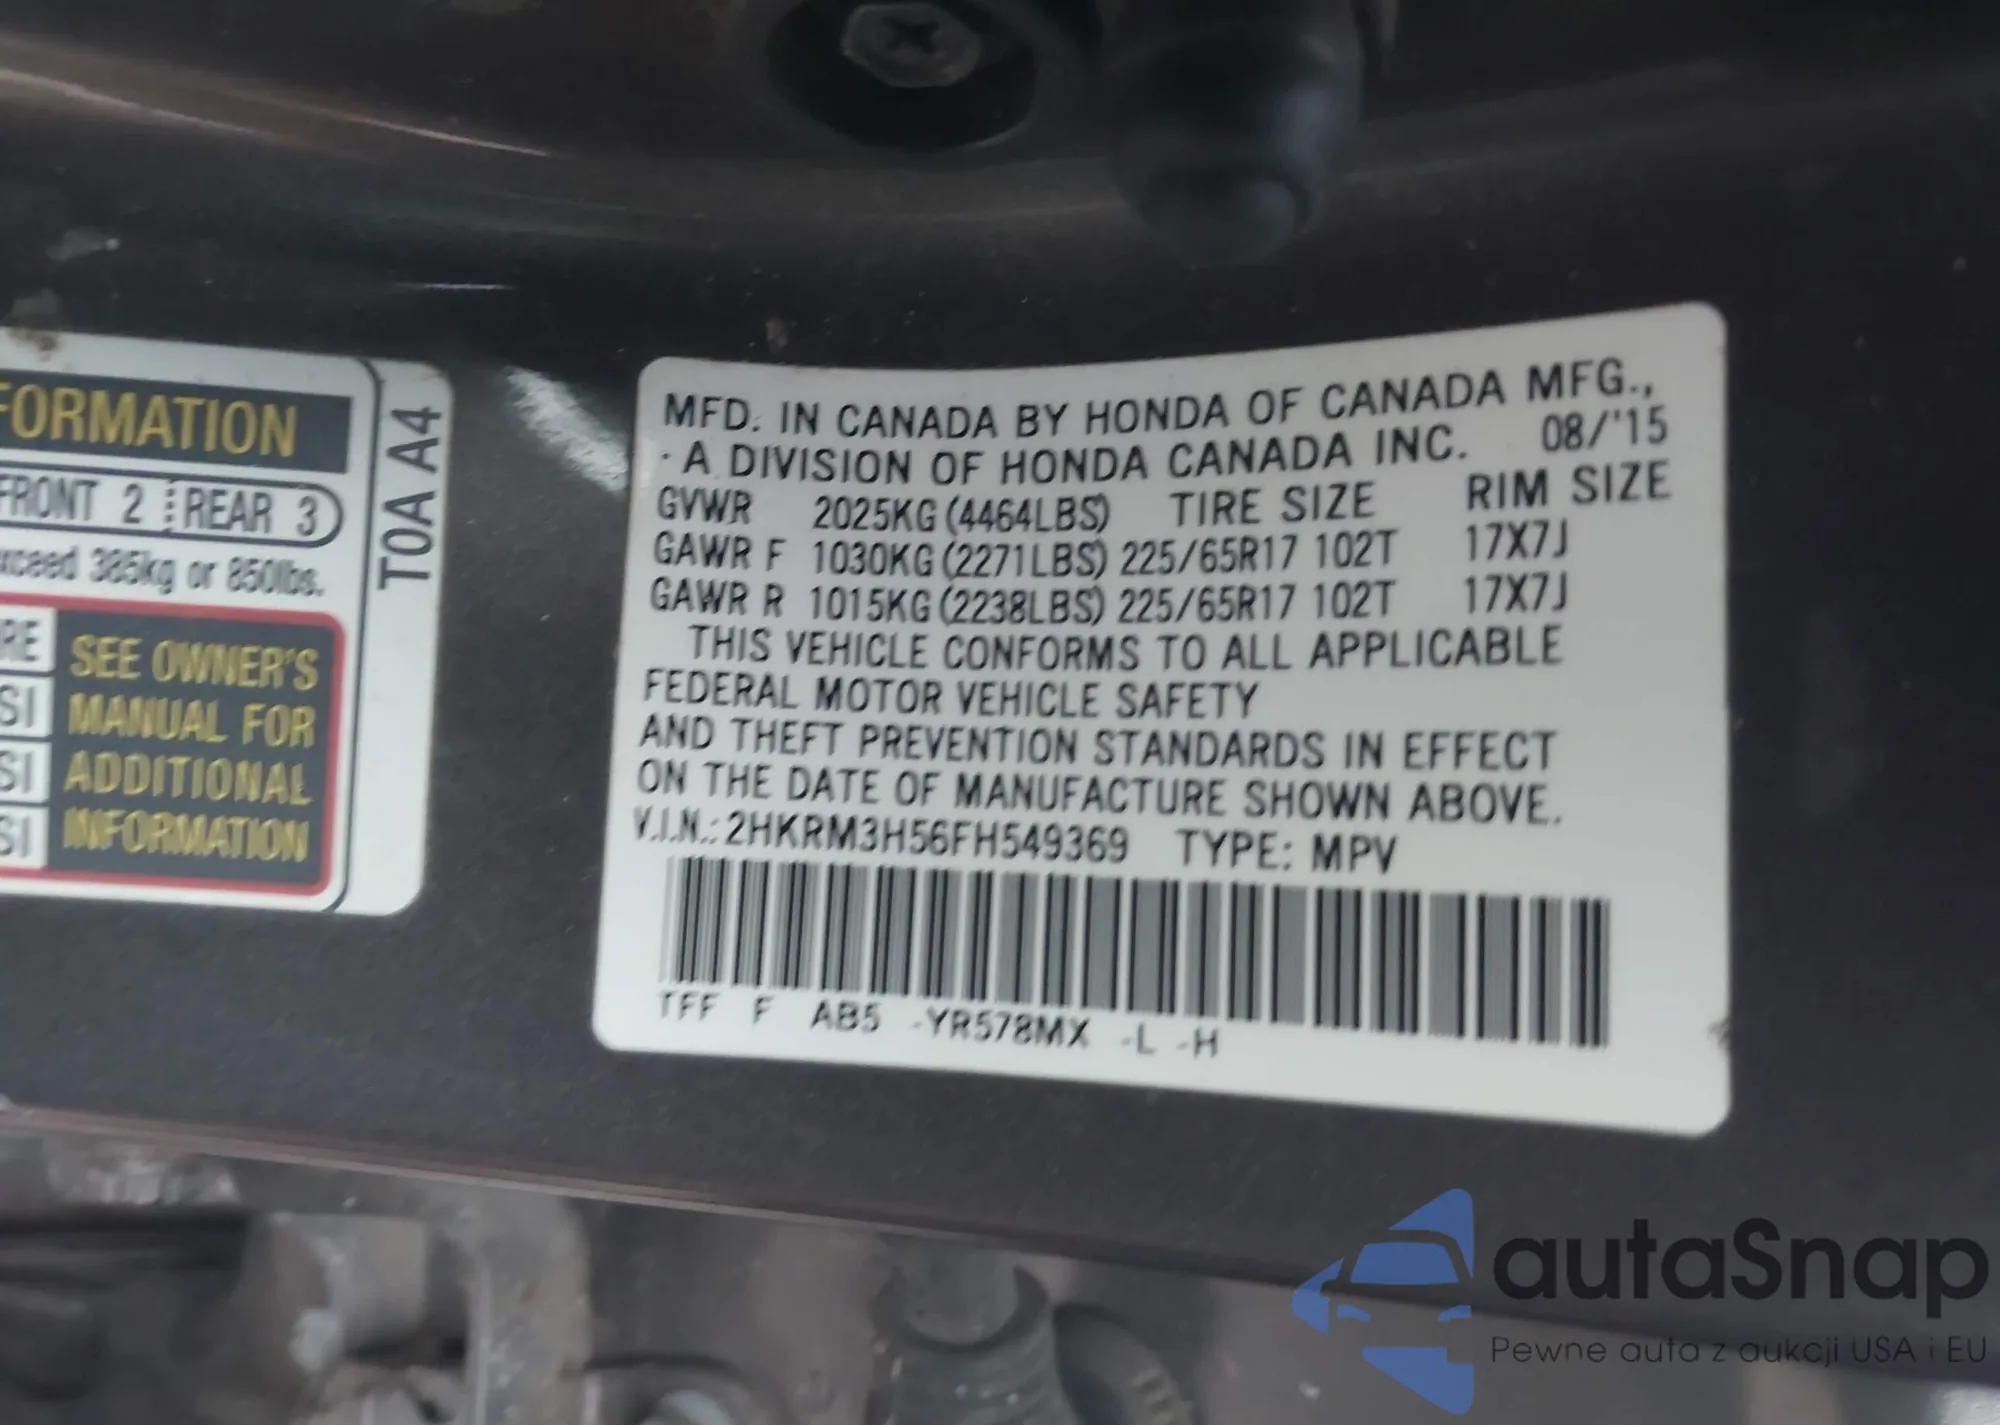 FORMATION
FRONT 2 REAR 3
xceed 385kg or 850lbs.
RE
SI
SI
SI
SEE OWNER'S
MANUAL FOR
ADDITIONAL
INFORMATION
T0A A4
MFD. IN CANADA BY HONDA OF CANADA MFG.,
A DIVISION OF HONDA CANADA INC. 08/'15
GVWR 2025KG (4464LBS) TIRE SIZE RIM SIZE
GAWR F 1030KG (2271LBS) 225/65R17 102T 17X7J
GAWR R 1015KG (2238LBS) 225/65R17 102T 17X7J
THIS VEHICLE CONFORMS TO ALL APPLICABLE
FEDERAL MOTOR VEHICLE SAFETY
AND THEFT PREVENTION STANDARDS IN EFFECT
ON THE DATE OF MANUFACTURE SHOWN ABOVE.
V.I.N.: 2HKRM3H56FH549369 TYPE: MPV
TFF F AB5 -YR578MX -L -H
autaSnap
Pewne auta z aukcji USA i EU